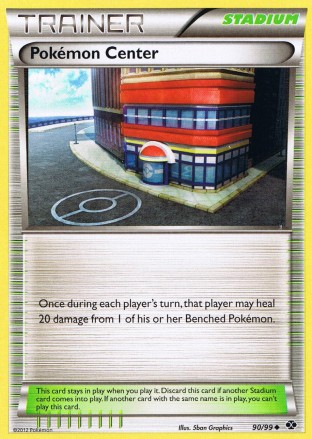 TRAINER
STADIUM
Pokémon Center
Once during each player's turn, that player may heal
20 damage from 1 of his or her Benched Pokémon.
This card stays in play when you play it. Discard this card if another Stadium
card comes into play. If another card with the same name is in play, you can't
play this card.
©2012 Pokémon
Illus. 5ban Graphics
90/99